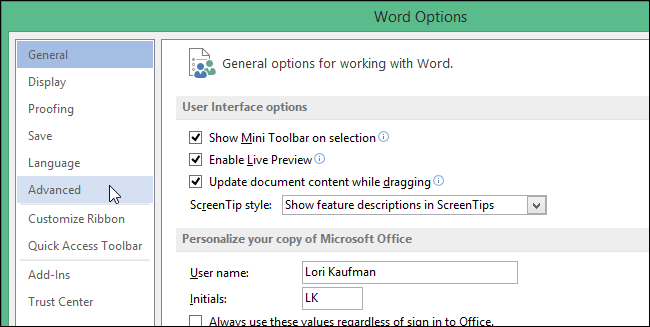 Word Options
General
Display
Proofing
Save
Language
Advanced
Customize Ribbon
Quick Access Toolbar
Add-Ins
Trust Center
General options for working with Word.
User Interface options
Show Mini Toolbar on selection
Enable Live Preview
Update document content while dragging
ScreenTip style: Show feature descriptions in ScreenTips
Personalize your copy of Microsoft Office
User name: Lori Kaufman
Initials: LK
Always use these values regardless of sign in to Office.